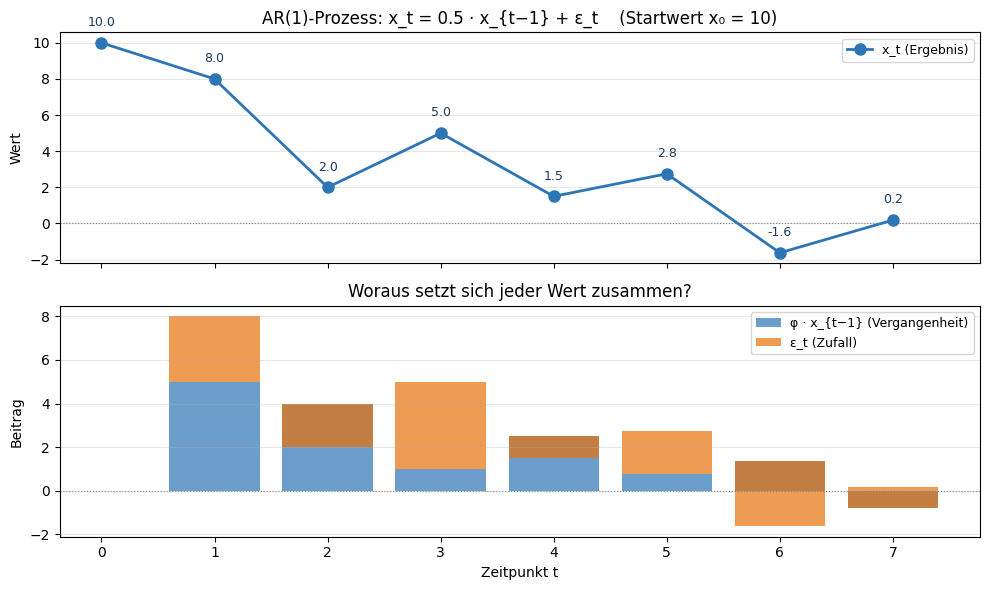 AR(1)-Prozess: x_t = 0.5 · x_{t−1} + ε_t    (Startwert x₀ = 10)
10.0
8.0
2.0
5.0
1.5
2.8
-1.6
0.2
x_t (Ergebnis)
Wert
10
8
6
4
2
0
−2
Woraus setzt sich jeder Wert zusammen?
φ · x_{t−1} (Vergangenheit)
ε_t (Zufall)
Beitrag
8
6
4
2
0
−2
0 1 2 3 4 5 6 7
Zeitpunkt t